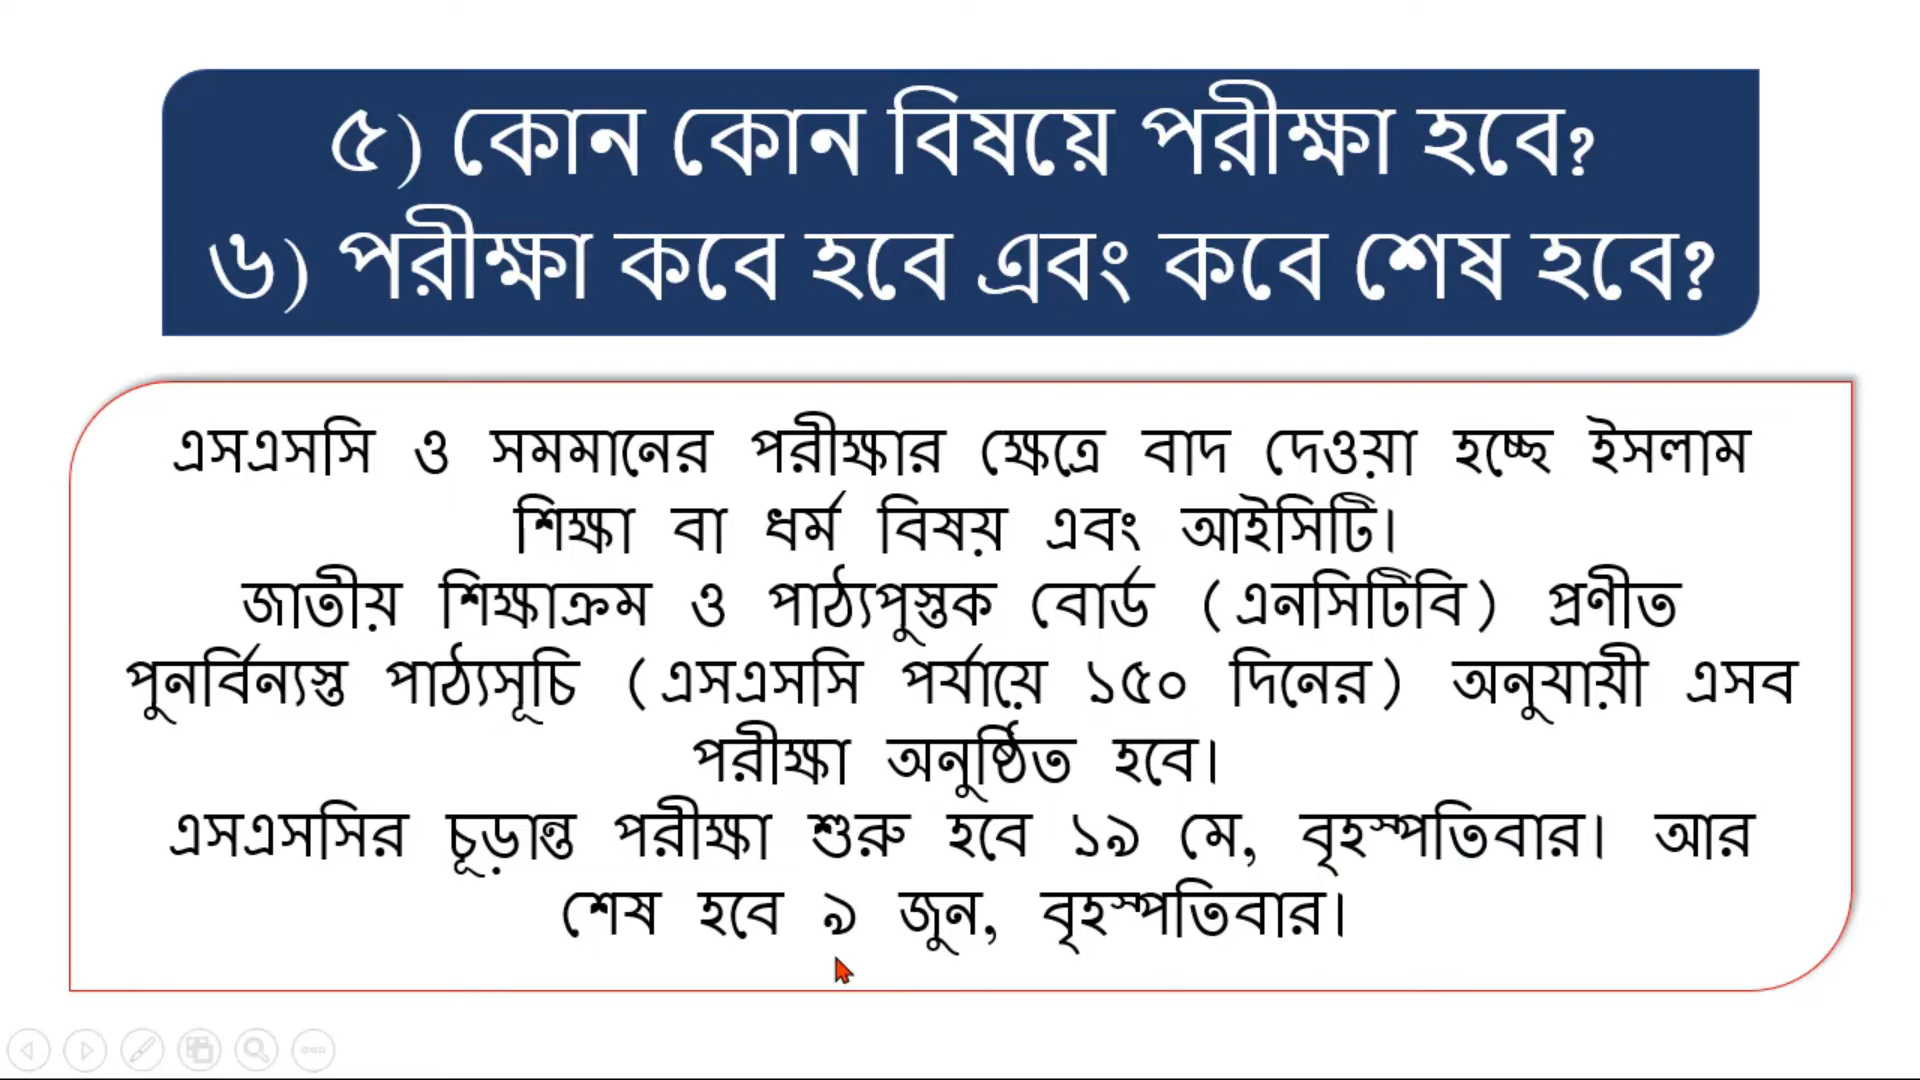 ৫) কোন কোন বিষয়ে পরীক্ষা হবে?
৬) পরীক্ষা কবে হবে এবং কবে শেষ হবে?
এসএসসি ও সমমানের পরীক্ষার ক্ষেত্রে বাদ দেওয়া হচ্ছে ইসলাম
শিক্ষা বা ধর্ম বিষয় এবং আইসিটি।
জাতীয় শিক্ষাক্রম ও পাঠ্যপুস্তক বোর্ড (এনসিটিবি) প্রণীত
পুনর্বিন্যস্ত পাঠ্যসূচি (এসএসসি পর্যায়ে ১৫০ দিনের) অনুযায়ী এসব
পরীক্ষা অনুষ্ঠিত হবে।
এসএসসির চূড়ান্ত পরীক্ষা শুরু হবে ১৯ মে, বৃহস্পতিবার। আর
শেষ হবে ৯ জুন, বৃহস্পতিবার।